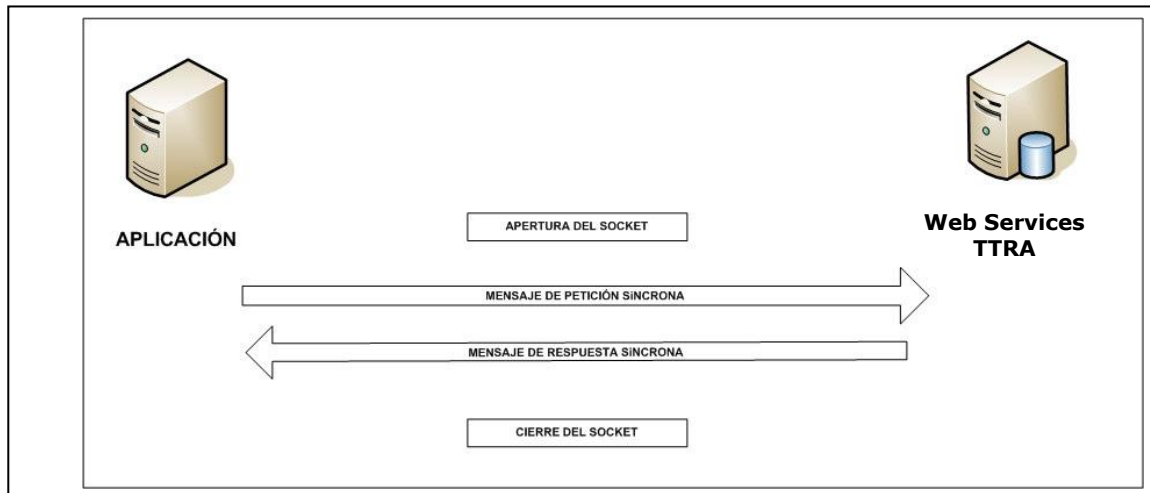 APLICACIÓN
APERTURA DEL SOCKET
Web Services
TTRA
MENSAJE DE PETICIÓN SíNCRONA
MENSAJE DE RESPUESTA SíNCRONA
CIERRE DEL SOCKET